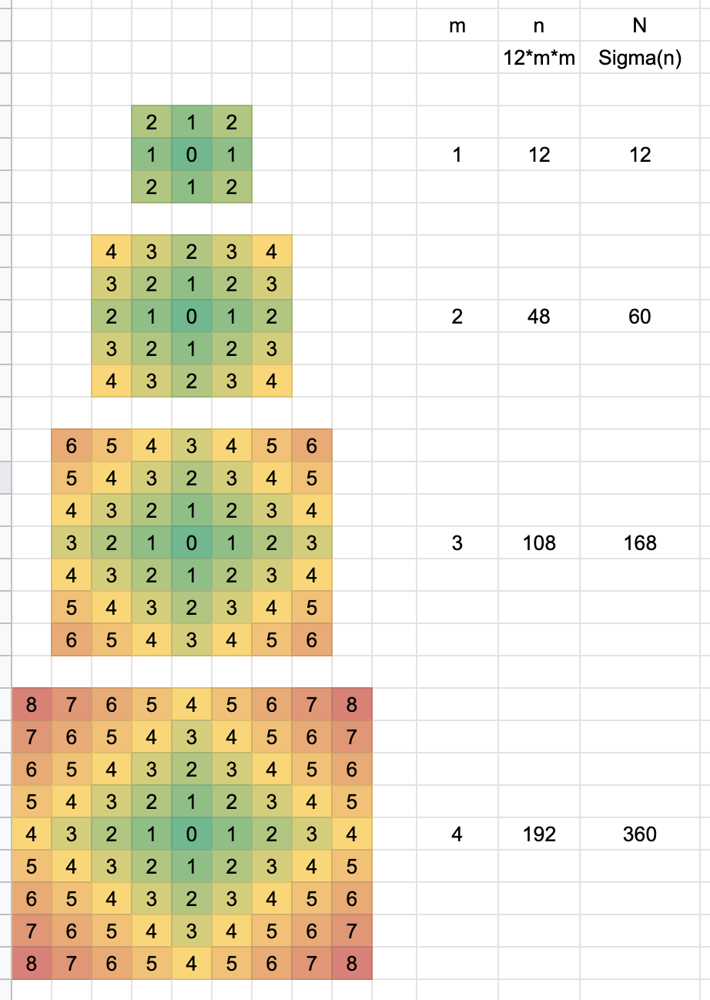 m n N
12*m*m Sigma(n)
2 1 2
1 0 1 1 12 12
2 1 2
4 3 2 3 4
3 2 1 2 3
2 1 0 1 2 2 48 60
3 2 1 2 3
4 3 2 3 4
6 5 4 3 4 5 6
5 4 3 2 3 4 5
4 3 2 1 2 3 4
3 2 1 0 1 2 3 3 108 168
4 3 2 1 2 3 4
5 4 3 2 3 4 5
6 5 4 3 4 5 6
8 7 6 5 4 5 6 7 8
7 6 5 4 3 4 5 6 7
6 5 4 3 2 3 4 5 6
5 4 3 2 1 2 3 4 5
4 3 2 1 0 1 2 3 4 4 192 360
5 4 3 2 1 2 3 4 5
6 5 4 3 2 3 4 5 6
7 6 5 4 3 4 5 6 7
8 7 6 5 4 5 6 7 8